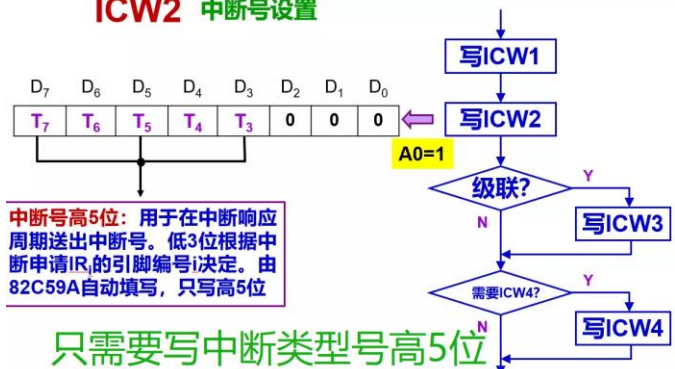 ICW2 中断号设置
写ICW1
D7 D6 D5 D4 D3 D2 D1 D0
T7 T6 T5 T4 T3 0 0 0
写ICW2
A0=1
级联?
Y
N
写ICW3
中断号高5位：用于在中断响应
周期送出中断号。低3位根据中
断申请IRi的引脚编号i决定。由
82C59A自动填写，只写高5位
需要ICW4?
Y
N
写ICW4
只需要写中断类型号高5位